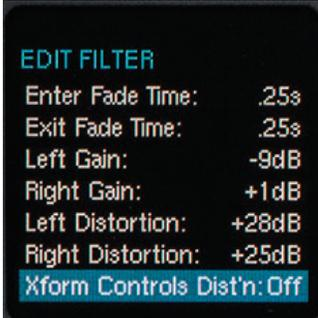 EDIT FILTER
Enter Fade Time: .25s
Exit Fade Time: .25s
Left Gain: -9dB
Right Gain: +1dB
Left Distortion: +28dB
Right Distortion: +25dB
Xform Controls Dist'n: Off